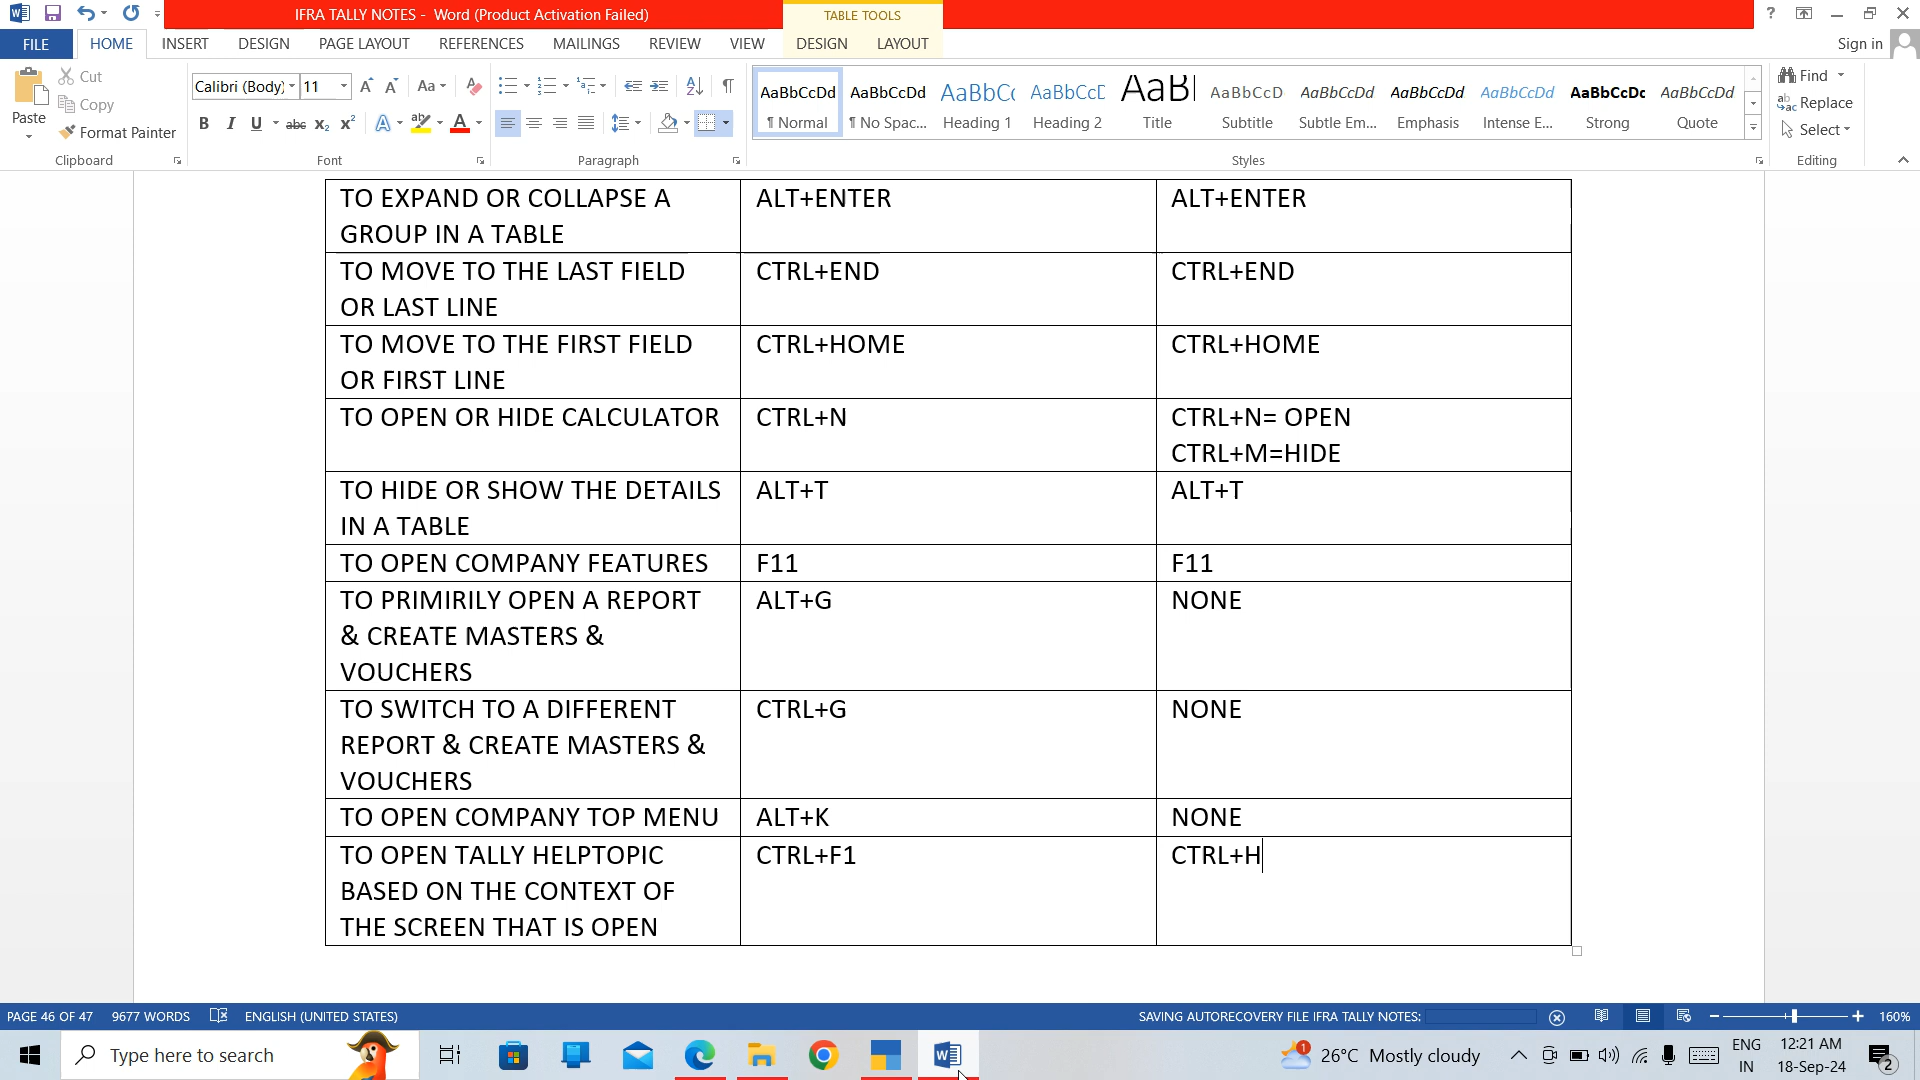 IFRA TALLY NOTES - Word (Product Activation Failed)
TABLE TOOLS
?
FILE
HOME
INSERT
DESIGN
PAGE LAYOUT
REFERENCES
MAILINGS
REVIEW
VIEW
DESIGN
LAYOUT
Sign in
Paste
Cut
Copy
Format Painter
Clipboard
Calibri (Body)
11
Font
Paragraph
AaBbCcDd
¶ Normal
AaBbCcDd
¶ No Spac...
AaBbC
Heading 1
AaBbCcE
Heading 2
AaB
Title
AaBbCcD
Subtitle
AaBbCcDd
Subtle Em...
AaBbCcDd
Emphasis
AaBbCcDd
Intense E...
AaBbCcDc
Strong
AaBbCcDd
Quote
Styles
Find
Replace
Select
Editing
TO EXPAND OR COLLAPSE A
GROUP IN A TABLE
ALT+ENTER
ALT+ENTER
TO MOVE TO THE LAST FIELD
OR LAST LINE
CTRL+END
CTRL+END
TO MOVE TO THE FIRST FIELD
OR FIRST LINE
CTRL+HOME
CTRL+HOME
TO OPEN OR HIDE CALCULATOR
CTRL+N
CTRL+N= OPEN
CTRL+M=HIDE
TO HIDE OR SHOW THE DETAILS
IN A TABLE
ALT+T
ALT+T
TO OPEN COMPANY FEATURES
F11
F11
TO PRIMIRILY OPEN A REPORT
& CREATE MASTERS &
VOUCHERS
ALT+G
NONE
TO SWITCH TO A DIFFERENT
REPORT & CREATE MASTERS &
VOUCHERS
CTRL+G
NONE
TO OPEN COMPANY TOP MENU
ALT+K
NONE
TO OPEN TALLY HELPTOPIC
BASED ON THE CONTEXT OF
THE SCREEN THAT IS OPEN
CTRL+F1
CTRL+H
PAGE 46 OF 47
9677 WORDS
ENGLISH (UNITED STATES)
SAVING AUTORECOVERY FILE IFRA TALLY NOTES:
160%
Type here to search
26°C Mostly cloudy
ENG
IN
12:21 AM
18-Sep-24
2